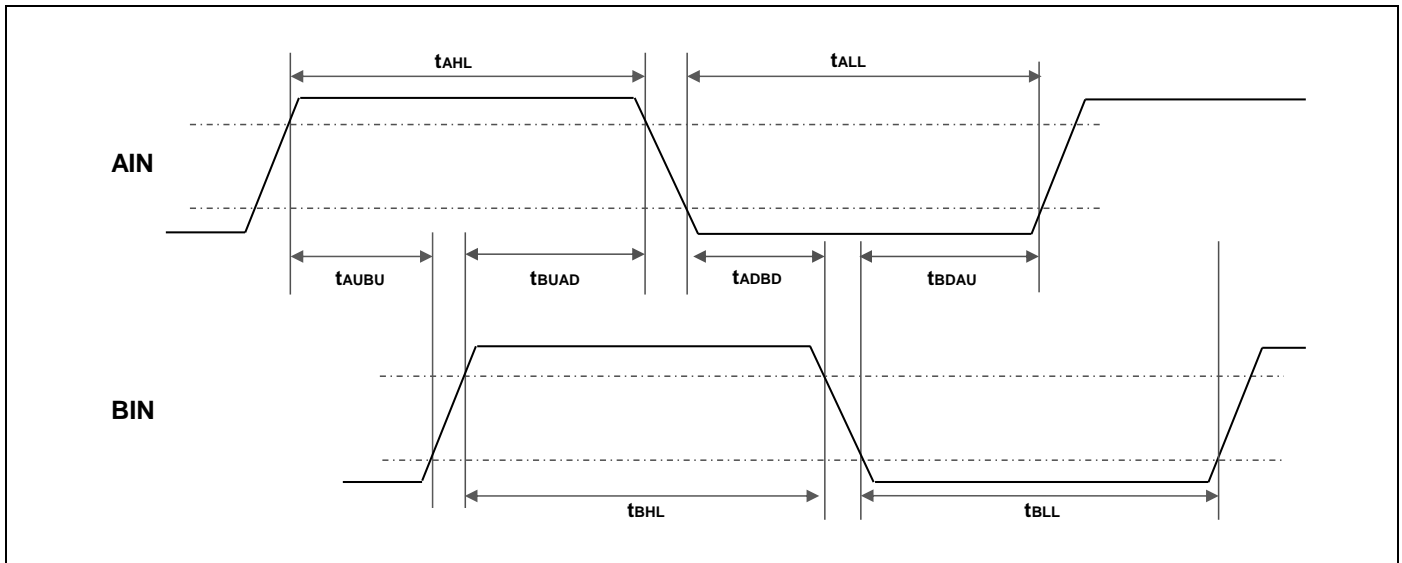 tAHL
tALL
AIN
tAUBU
tBUAD
tADBD
tBDAU
BIN
tBHL
tBLL